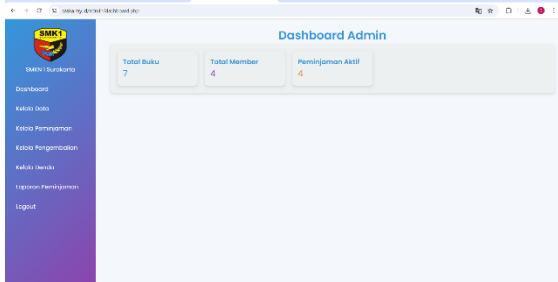 Dashboard Admin
SMK1
SMKN 1 Surakarta
Dashboard
Kelola Data
Kelola Peminjaman
Kelola Pengembalian
Kelola Denda
Laporan Peminjaman
Logout
Total Buku
7
Total Member
4
Peminjaman Aktif
4